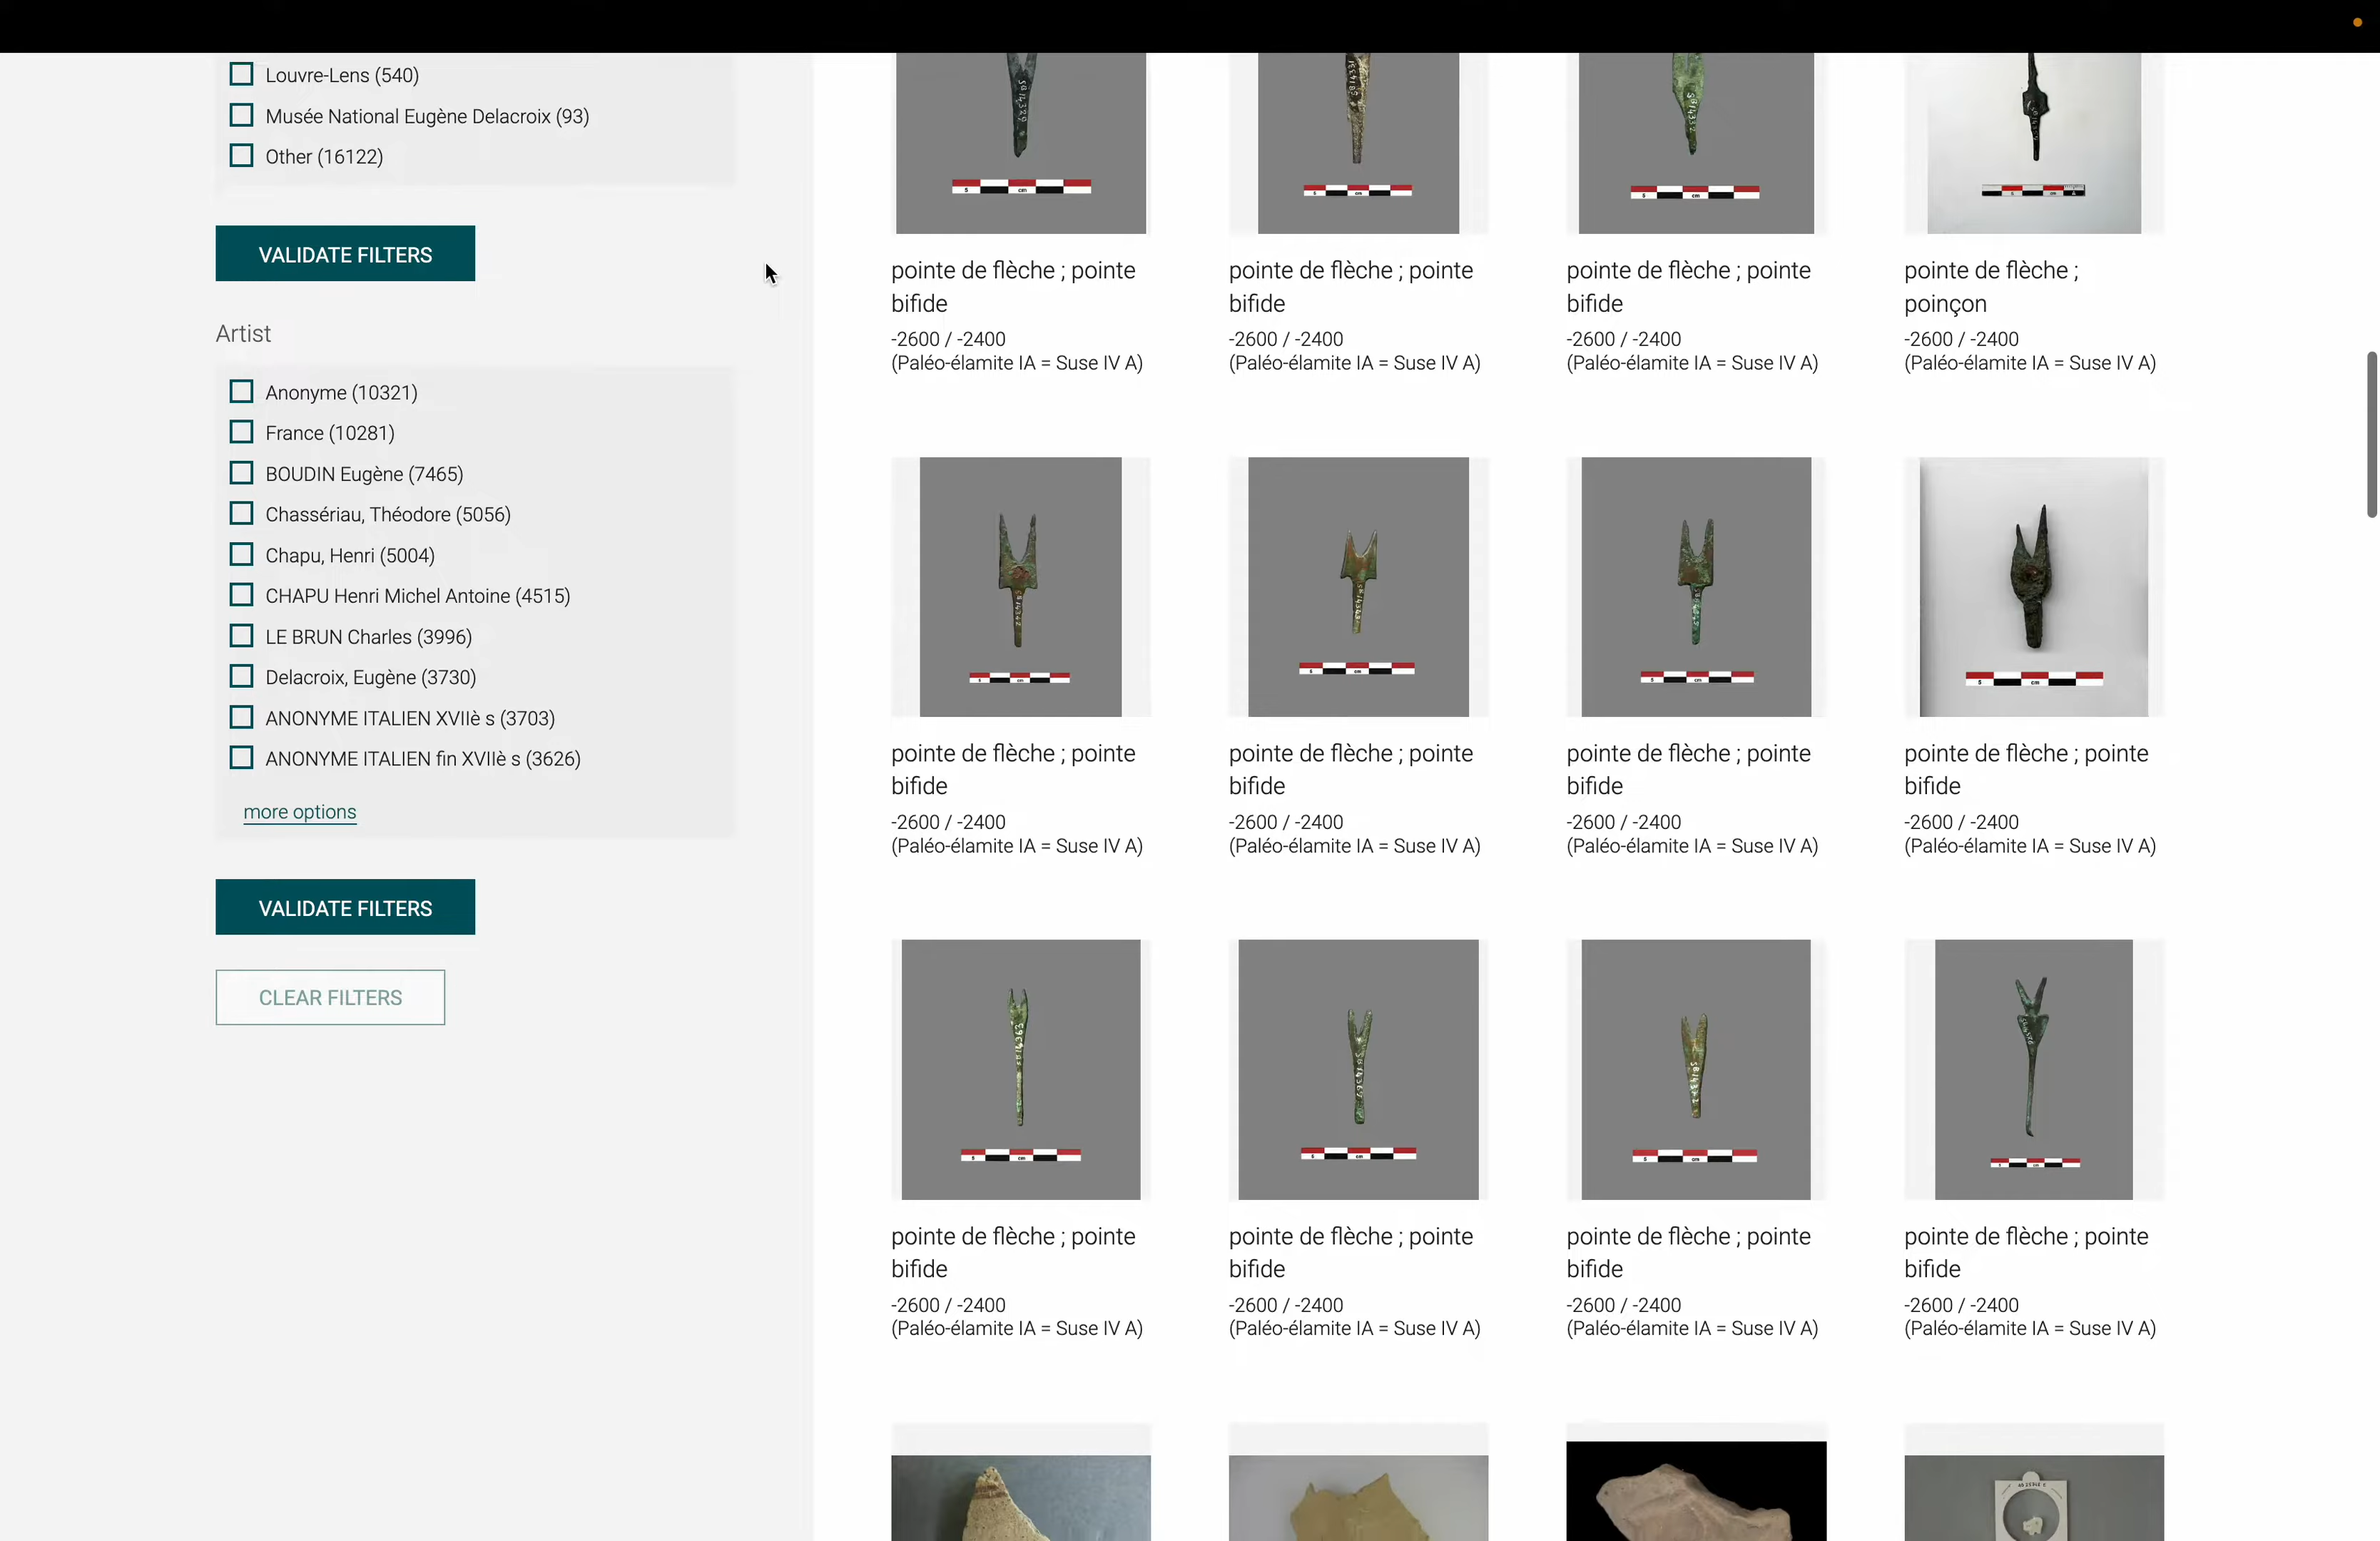 Louvre-Lens (540)
Musée National Eugène Delacroix (93)
Other (16122)
VALIDATE FILTERS
Artist
Anonyme (10321)
France (10281)
BOUDIN Eugène (7465)
Chassériau, Théodore (5056)
Chapu, Henri (5004)
CHAPU Henri Michel Antoine (4515)
LE BRUN Charles (3996)
Delacroix, Eugène (3730)
ANONYME ITALIEN XVIIè s (3703)
ANONYME ITALIEN fin XVIIè s (3626)
more options
VALIDATE FILTERS
CLEAR FILTERS
pointe de flèche ; pointe
bifide
-2600 / -2400
(Paléo-élamite IA = Suse IV A)
pointe de flèche ; pointe
bifide
-2600 / -2400
(Paléo-élamite IA = Suse IV A)
pointe de flèche ; pointe
bifide
-2600 / -2400
(Paléo-élamite IA = Suse IV A)
pointe de flèche ;
poinçon
-2600 / -2400
(Paléo-élamite IA = Suse IV A)
pointe de flèche ; pointe
bifide
-2600 / -2400
(Paléo-élamite IA = Suse IV A)
pointe de flèche ; pointe
bifide
-2600 / -2400
(Paléo-élamite IA = Suse IV A)
pointe de flèche ; pointe
bifide
-2600 / -2400
(Paléo-élamite IA = Suse IV A)
pointe de flèche ; pointe
bifide
-2600 / -2400
(Paléo-élamite IA = Suse IV A)
pointe de flèche ; pointe
bifide
-2600 / -2400
(Paléo-élamite IA = Suse IV A)
pointe de flèche ; pointe
bifide
-2600 / -2400
(Paléo-élamite IA = Suse IV A)
pointe de flèche ; pointe
bifide
-2600 / -2400
(Paléo-élamite IA = Suse IV A)
pointe de flèche ; pointe
bifide
-2600 / -2400
(Paléo-élamite IA = Suse IV A)